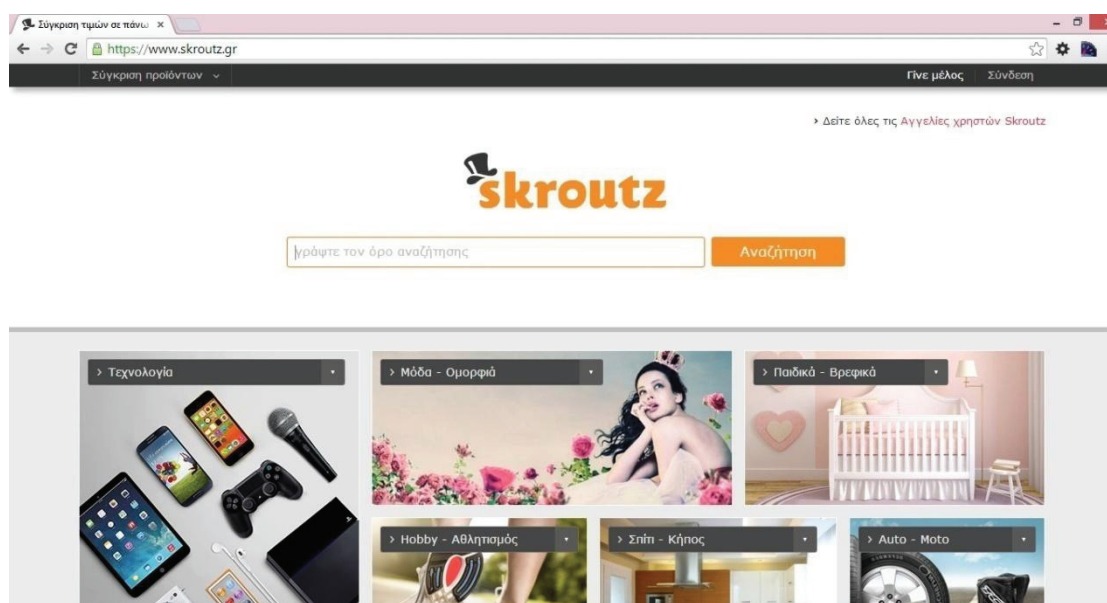 Σύγκριση τιμών σε πάνω
https://www.skroutz.gr
Σύγκριση προϊόντων
Γίνε μέλος Σύνδεση
› Δείτε όλες τις Αγγελίες χρηστών Skroutz
skroutz
γράψτε τον όρο αναζήτησης Αναζήτηση
› Τεχνολογία
› Μόδα - Ομορφιά
› Παιδικά - Βρεφικά
› Hobby - Αθλητισμός
› Σπίτι - Κήπος
› Auto - Moto